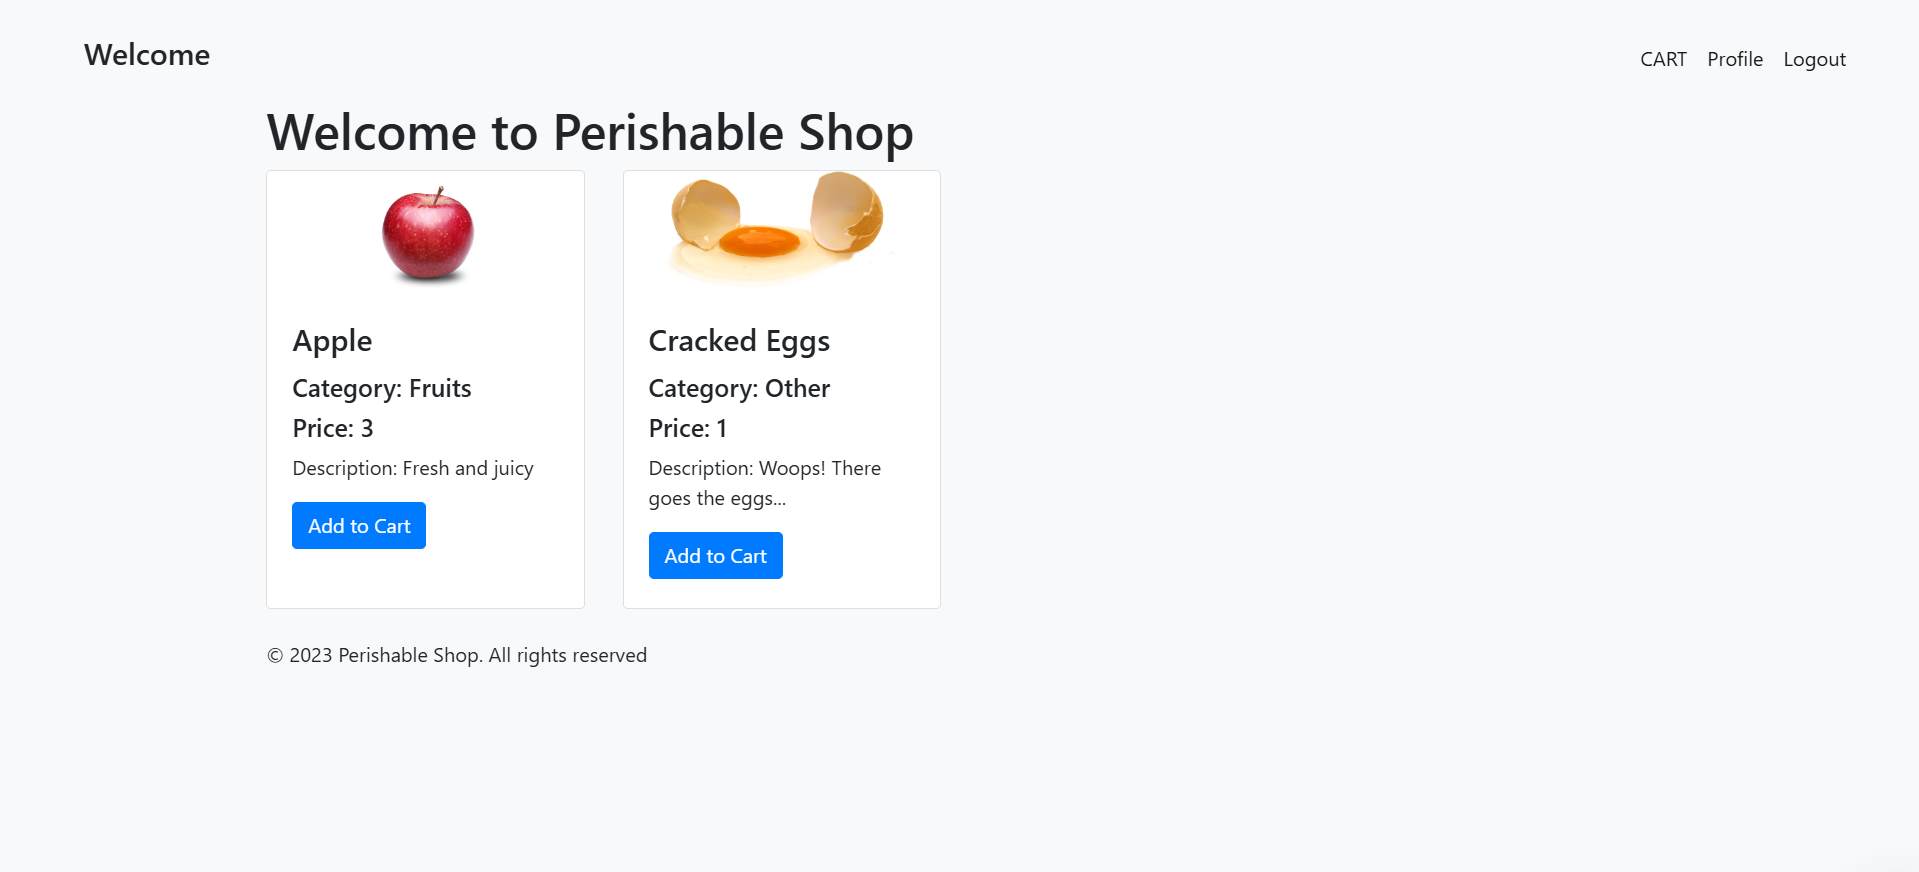 Welcome
CART Profile Logout
Welcome to Perishable Shop
Apple
Category: Fruits
Price: 3
Description: Fresh and juicy
Add to Cart
Cracked Eggs
Category: Other
Price: 1
Description: Woops! There
goes the eggs...
Add to Cart
© 2023 Perishable Shop. All rights reserved